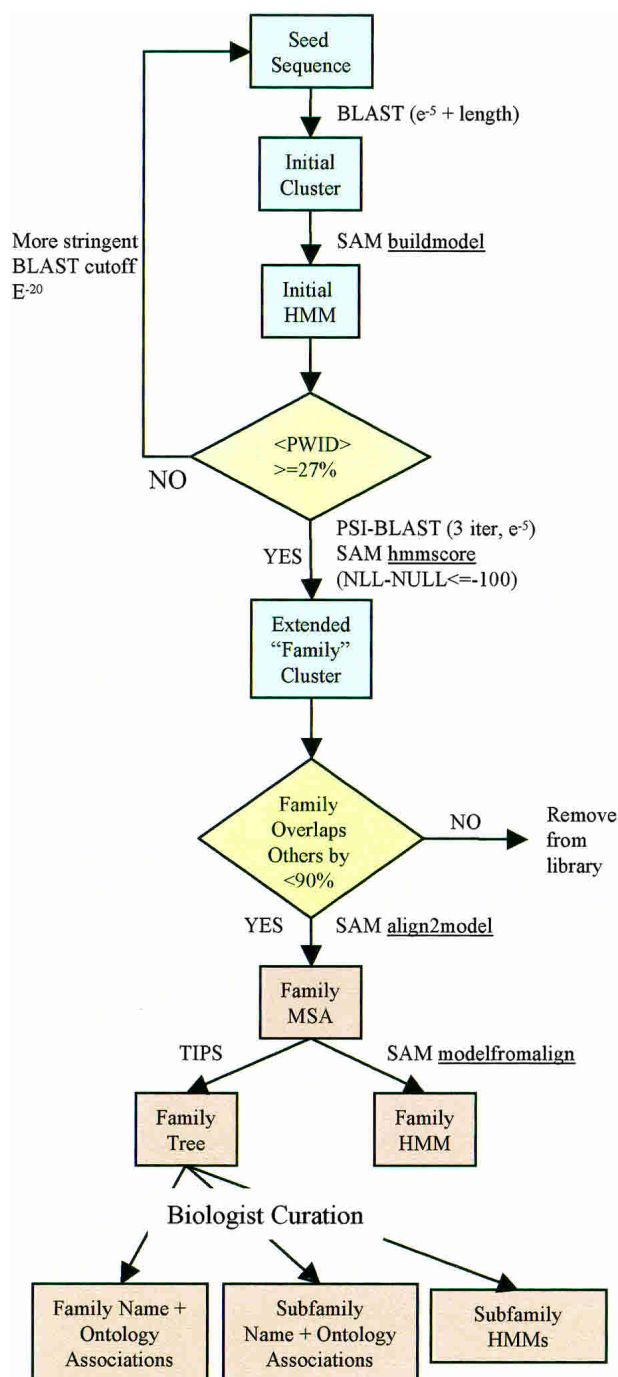 Seed
Sequence
BLAST (e-5 + length)
Initial
Cluster
More stringent
BLAST cutoff
E-20
SAM buildmodel
Initial
HMM
<PWID>
>=27%
NO
YES
PSI-BLAST (3 iter, e-5)
SAM hmmscore
(NLL-NULL<=-100)
Extended
“Family”
Cluster
Family
Overlaps
Others by
<90%
NO
Remove
from
library
YES
SAM align2model
Family
MSA
TIPS
SAM modelfromalign
Family
Tree
Family
HMM
Biologist Curation
Family Name +
Ontology
Associations
Subfamily
Name + Ontology
Associations
Subfamily
HMMs